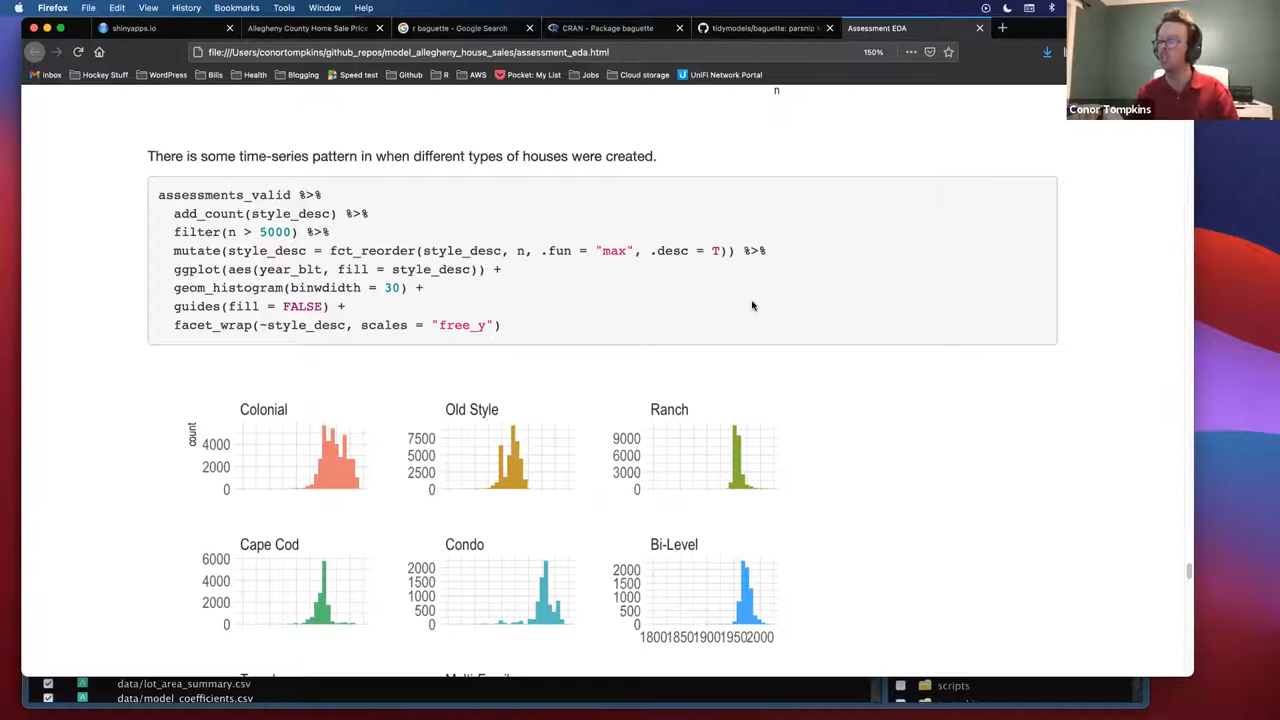 Firefox File Edit View History Bookmarks Tools Window Help
shinyapps.io
Allegheny County Home Sale Price
r baguette - Google Search
CRAN - Package baguette
tidymodels/baguette: parsnip M
Assessment EDA
file:///Users/conortompkins/github_repos/model_allegheny_house_sales/assessment_eda.html
150%
Inbox Hockey Stuff WordPress Bills Health Blogging Speed test Github R AWS Pocket: My List Jobs Cloud storage UniFi Network Portal
Conor Tompkins
n
There is some time-series pattern in when different types of houses were created.
assessments_valid %>%
add_count(style_desc) %>%
filter(n > 5000) %>%
mutate(style_desc = fct_reorder(style_desc, n, .fun = "max", .desc = T)) %>%
ggplot(aes(year_blt, fill = style_desc)) +
geom_histogram(binwdidth = 30) +
guides(fill = FALSE) +
facet_wrap(~style_desc, scales = "free_y")
Colonial Old Style Ranch
count
4000
2000
0
7500
5000
2500
0
9000
6000
3000
0
Cape Cod Condo Bi-Level
6000
4000
2000
0
2000
1500
1000
500
0
2000
1500
1000
500
0
1800 1850 1900 1950 2000
data/lot_area_summary.csv
data/model_coefficients.csv
scripts